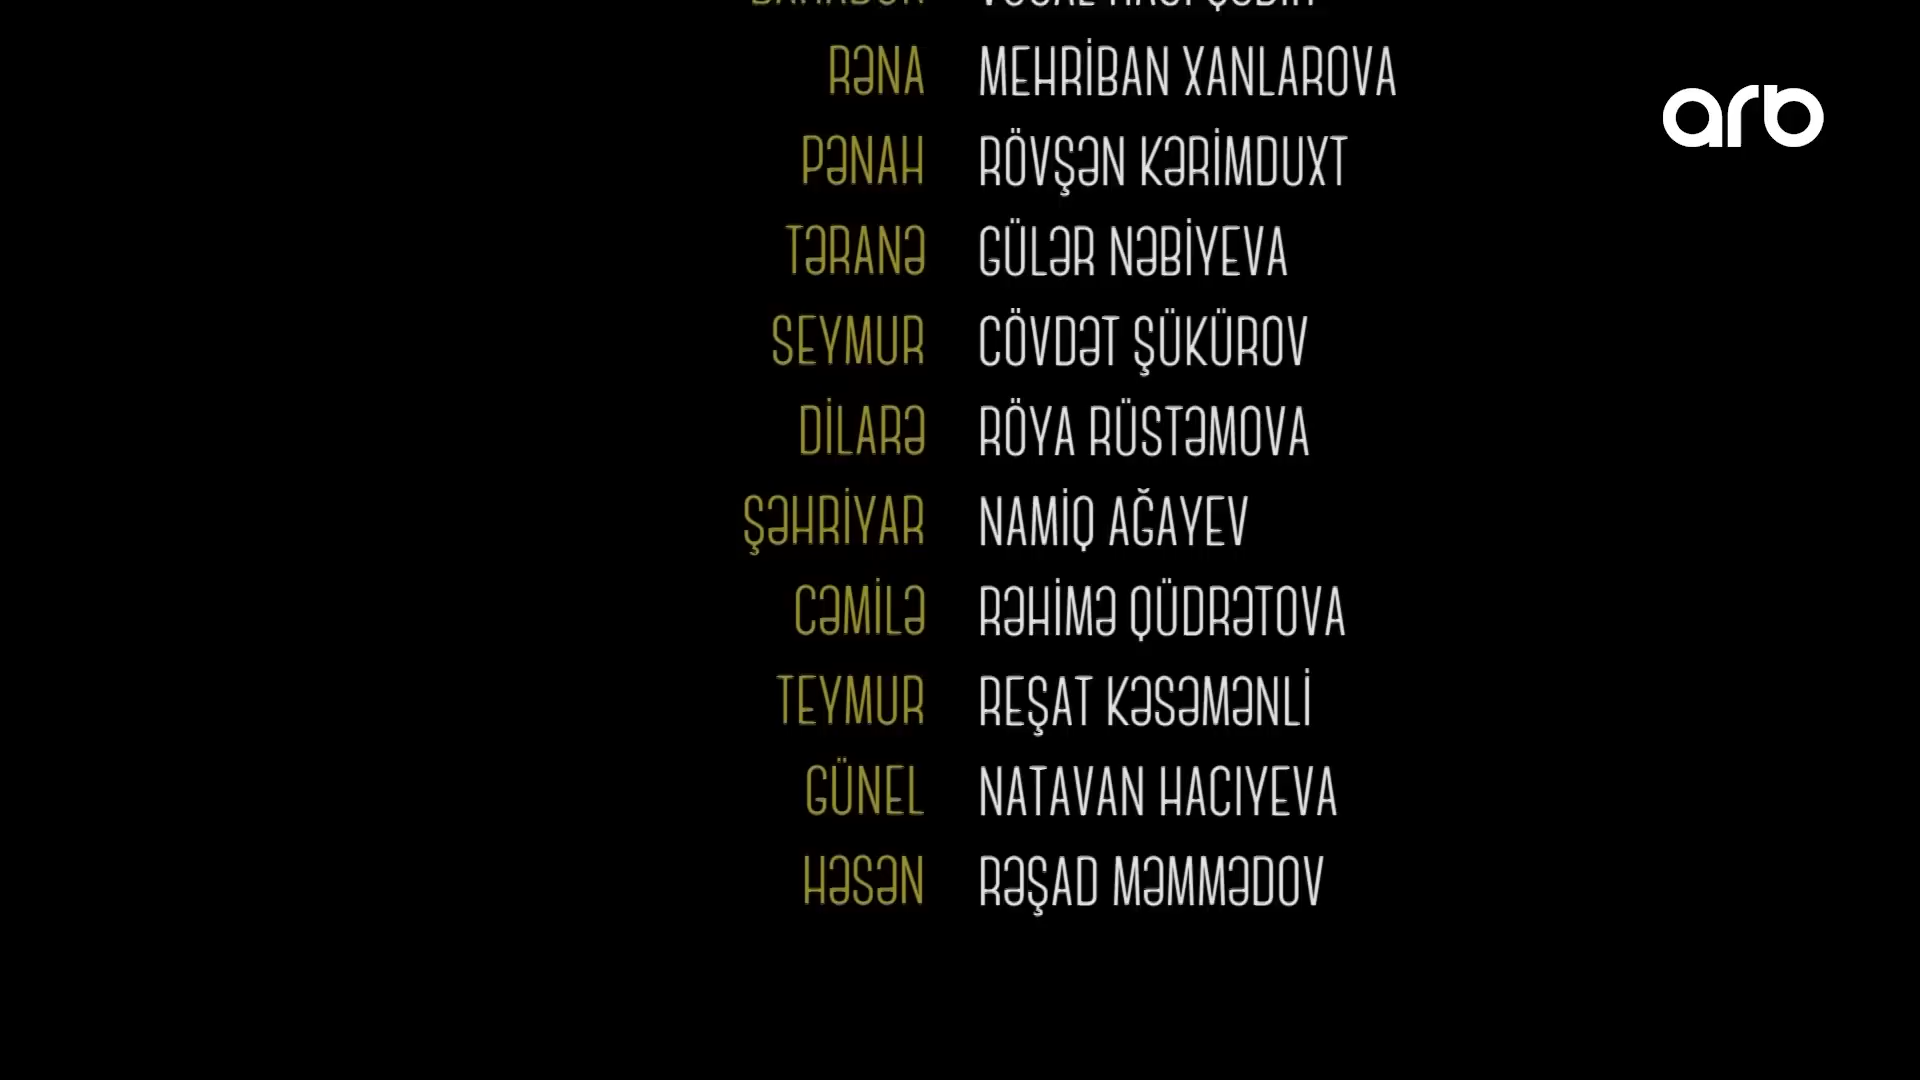 RƏNA MEHRİBAN XANLAROVA
arb
PƏNAH RÖVŞƏN KƏRİMDUXT
TƏRANƏ GÜLƏR NƏBİYEVA
SEYMUR CÖVDƏT ŞÜKÜROV
DİLARƏ RÖYA RÜSTƏMOVA
ŞƏHRİYAR NAMİQ AĞAYEV
CƏMİLƏ RƏHİMƏ QÜDRƏTOVA
TEYMUR REŞAT KƏSƏMƏNLİ
GÜNEL NATAVAN HACIYEVA
HƏSƏN RƏŞAD MƏMMƏDOV